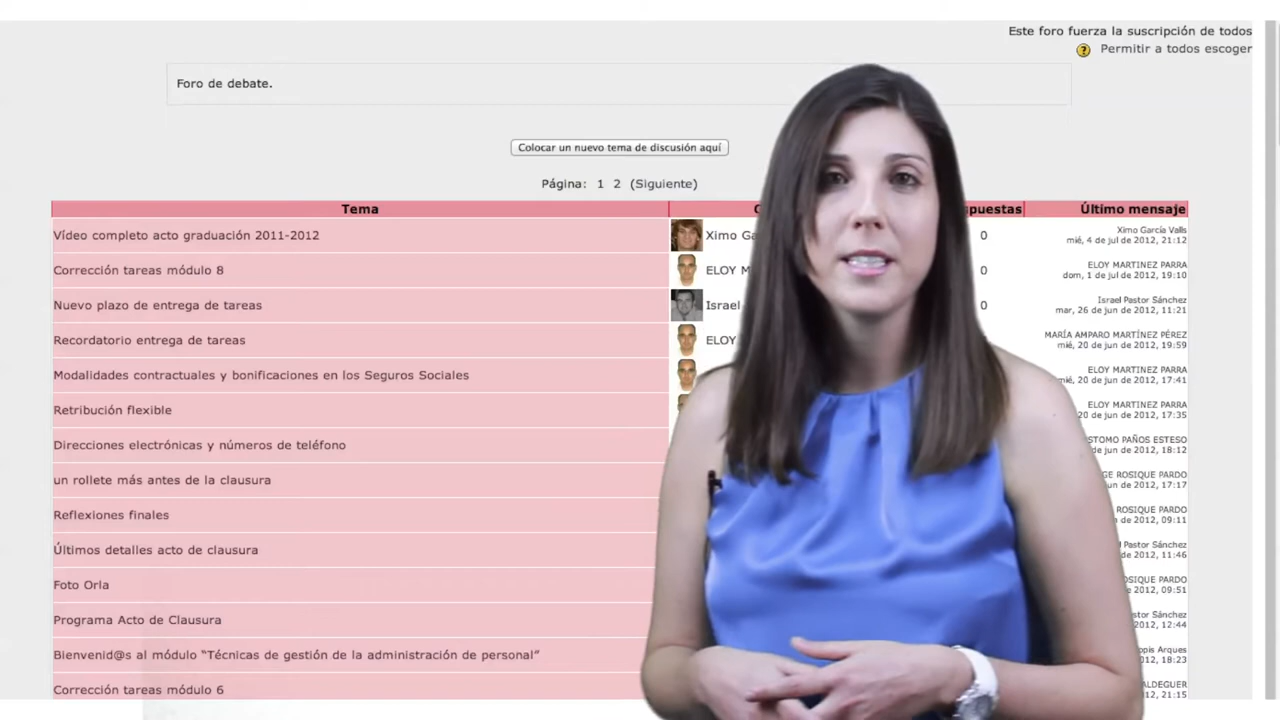 Este foro fuerza la suscripción de todos
Permitir a todos escoger
Foro de debate.
Colocar un nuevo tema de discusión aquí
Página: 1 2 (Siguiente)
Tema
Último mensaje
Vídeo completo acto graduación 2011-2012
Ximo
0
Ximo García Valls
mié, 4 de jul de 2012, 21:12
Corrección tareas módulo 8
ELOY
0
ELOY MARTINEZ PARRA
dom, 1 de jul de 2012, 19:10
Nuevo plazo de entrega de tareas
Israel
0
Israel Pastor Sánchez
mar, 26 de jun de 2012, 11:21
Recordatorio entrega de tareas
ELOY
MARÍA AMPARO MARTÍNEZ PÉREZ
mié, 20 de jun de 2012, 19:59
Modalidades contractuales y bonificaciones en los Seguros Sociales
ELOY MARTINEZ PARRA
mié, 20 de jun de 2012, 17:41
Retribución flexible
ELOY MARTINEZ PARRA
20 de jun de 2012, 17:35
Direcciones electrónicas y números de teléfono
PAÑOS ESTESO
de jun de 2012, 18:12
un rollete más antes de la clausura
ROSIQUE PARDO
de 2012, 17:17
Reflexiones finales
ROSIQUE PARDO
de 2012, 09:11
Últimos detalles acto de clausura
Pastor Sánchez
de 2012, 11:46
Foto Orla
PARDO
2012, 09:51
Programa Acto de Clausura
Sánchez
2012, 12:44
Bienvenid@s al módulo “Técnicas de gestión de la administración de personal”
Arques
2012, 18:23
Corrección tareas módulo 6
2012, 21:15